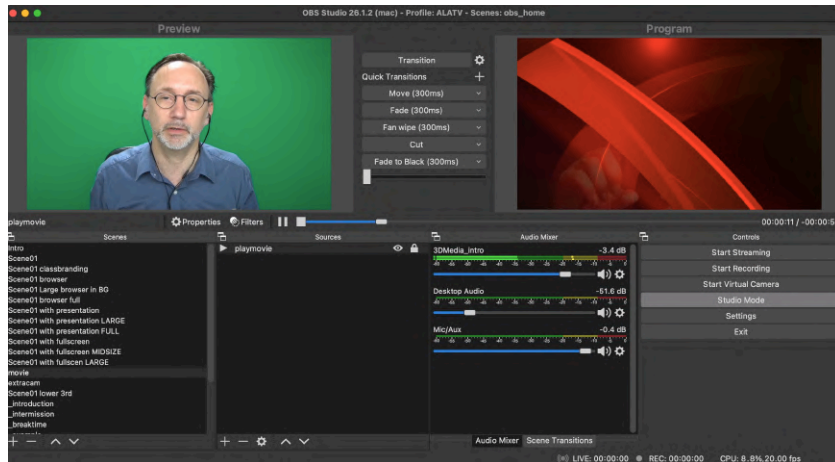 OBS Studio 26.1.2 (mac) - Profile: ALATV - Scenes: obs_home
Preview
Program
Transition
Quick Transitions
Move (300ms)
Fade (300ms)
Fan wipe (300ms)
Cut
Fade to Black (300ms)
playmovie
Properties
Filters
00:00:11 / -00:00:5
Scenes
Intro
Scene01
Scene01 classbranding
Scene01 browser
Scene01 Large browser in BG
Scene01 browser full
Scene01 with presentation
Scene01 with presentation LARGE
Scene01 with presentation FULL
Scene01 with fullscreen
Scene01 with fullscreen MIDSIZE
Scene01 with fullscen LARGE
movie
extracam
Scene01 lower 3rd
_introduction
_intermission
_breaktime
Sources
playmovie
Audio Mixer
3DMedia_intro
-3.4 dB
Desktop Audio
-51.6 dB
Mic/Aux
-0.4 dB
Audio Mixer
Scene Transitions
Controls
Start Streaming
Start Recording
Start Virtual Camera
Studio Mode
Settings
Exit
LIVE: 00:00:00
REC: 00:00:00
CPU: 8.8%,20.00 fps